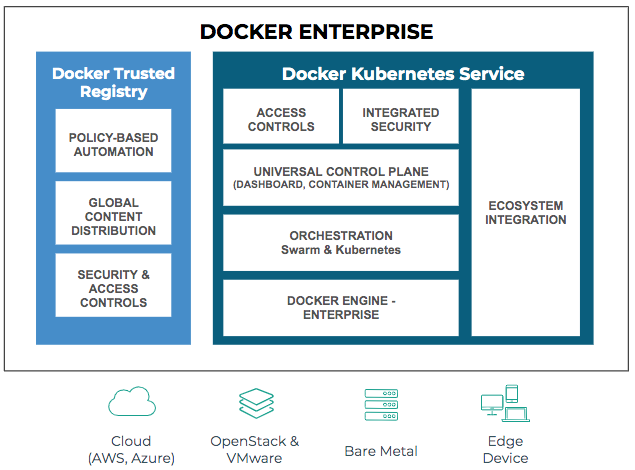 DOCKER ENTERPRISE
Docker Trusted
Registry
POLICY-BASED
AUTOMATION
GLOBAL
CONTENT
DISTRIBUTION
SECURITY &
ACCESS
CONTROLS
Docker Kubernetes Service
ACCESS
CONTROLS
INTEGRATED
SECURITY
UNIVERSAL CONTROL PLANE
(DASHBOARD, CONTAINER MANAGEMENT)
ORCHESTRATION
Swarm & Kubernetes
DOCKER ENGINE -
ENTERPRISE
ECOSYSTEM
INTEGRATION
Cloud
(AWS, Azure)
OpenStack &
VMware
Bare Metal
Edge
Device